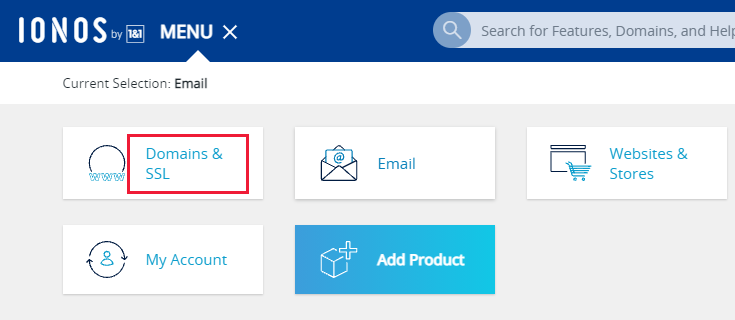 IONOS by 1&1 MENU Search for Features, Domains, and Help
Current Selection: Email
Domains &
SSL
www
@
Email
Websites &
Stores
My Account
Add Product